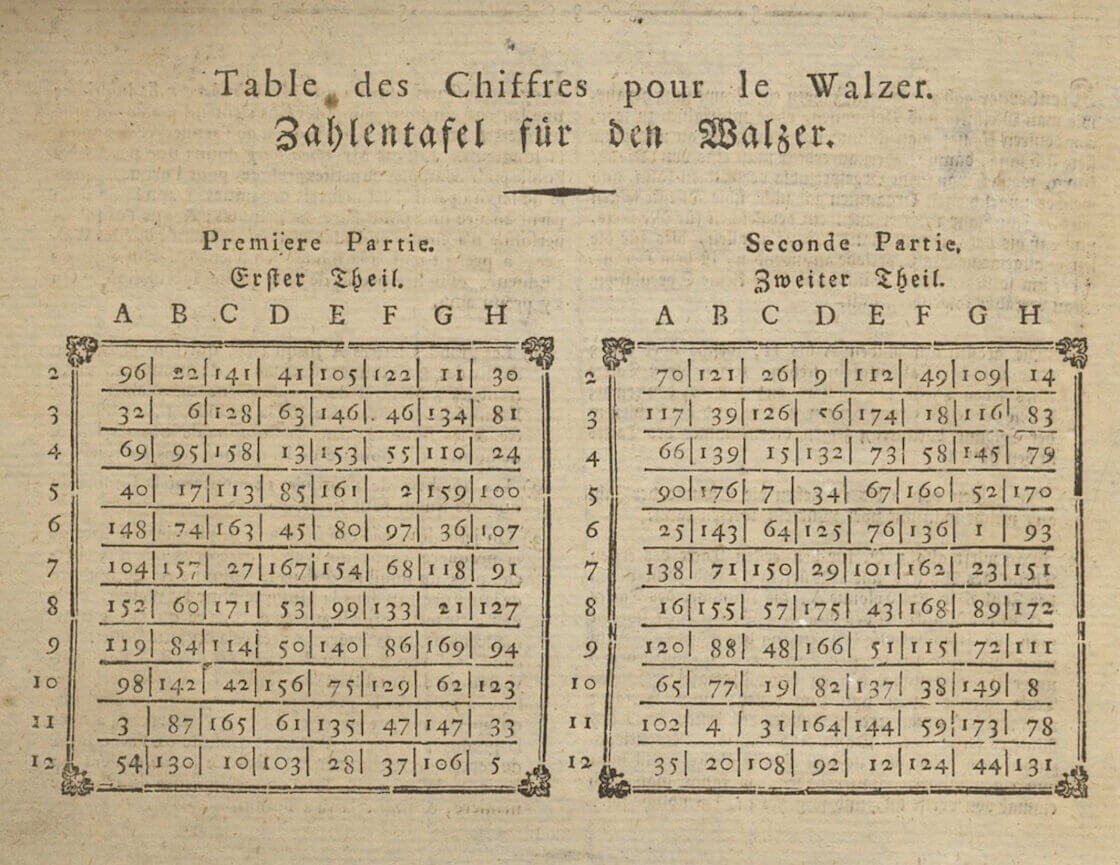 Table des Chiffres pour le Walzer.
Zahlentafel für den Walzer.
Premiere Partie.
Erster Theil.
A B C D E F G H
2 96 22 141 41 105 122 11 30
3 32 6 128 63 146 46 134 81
4 69 95 158 13 153 55 110 24
5 40 17 113 85 161 2 159 100
6 148 74 163 45 80 97 36 107
7 104 157 27 167 154 68 118 91
8 152 60 171 53 99 133 21 127
9 119 84 114 50 140 86 169 94
10 98 142 42 156 75 129 62 123
11 3 87 165 61 135 47 147 33
12 54 130 10 103 28 37 106 5
Seconde Partie,
Zweiter Theil.
A B C D E F G H
2 70 121 26 9 112 49 109 14
3 117 39 126 56 174 18 116 83
4 66 139 15 132 73 58 145 79
5 90 176 7 34 67 160 52 170
6 25 143 64 125 76 136 1 93
7 138 71 150 29 101 162 23 151
8 16 155 57 175 43 168 89 172
9 120 88 48 166 51 115 72 111
10 65 77 19 82 137 38 149 8
11 102 4 31 164 144 59 173 78
12 35 20 108 92 12 124 44 131